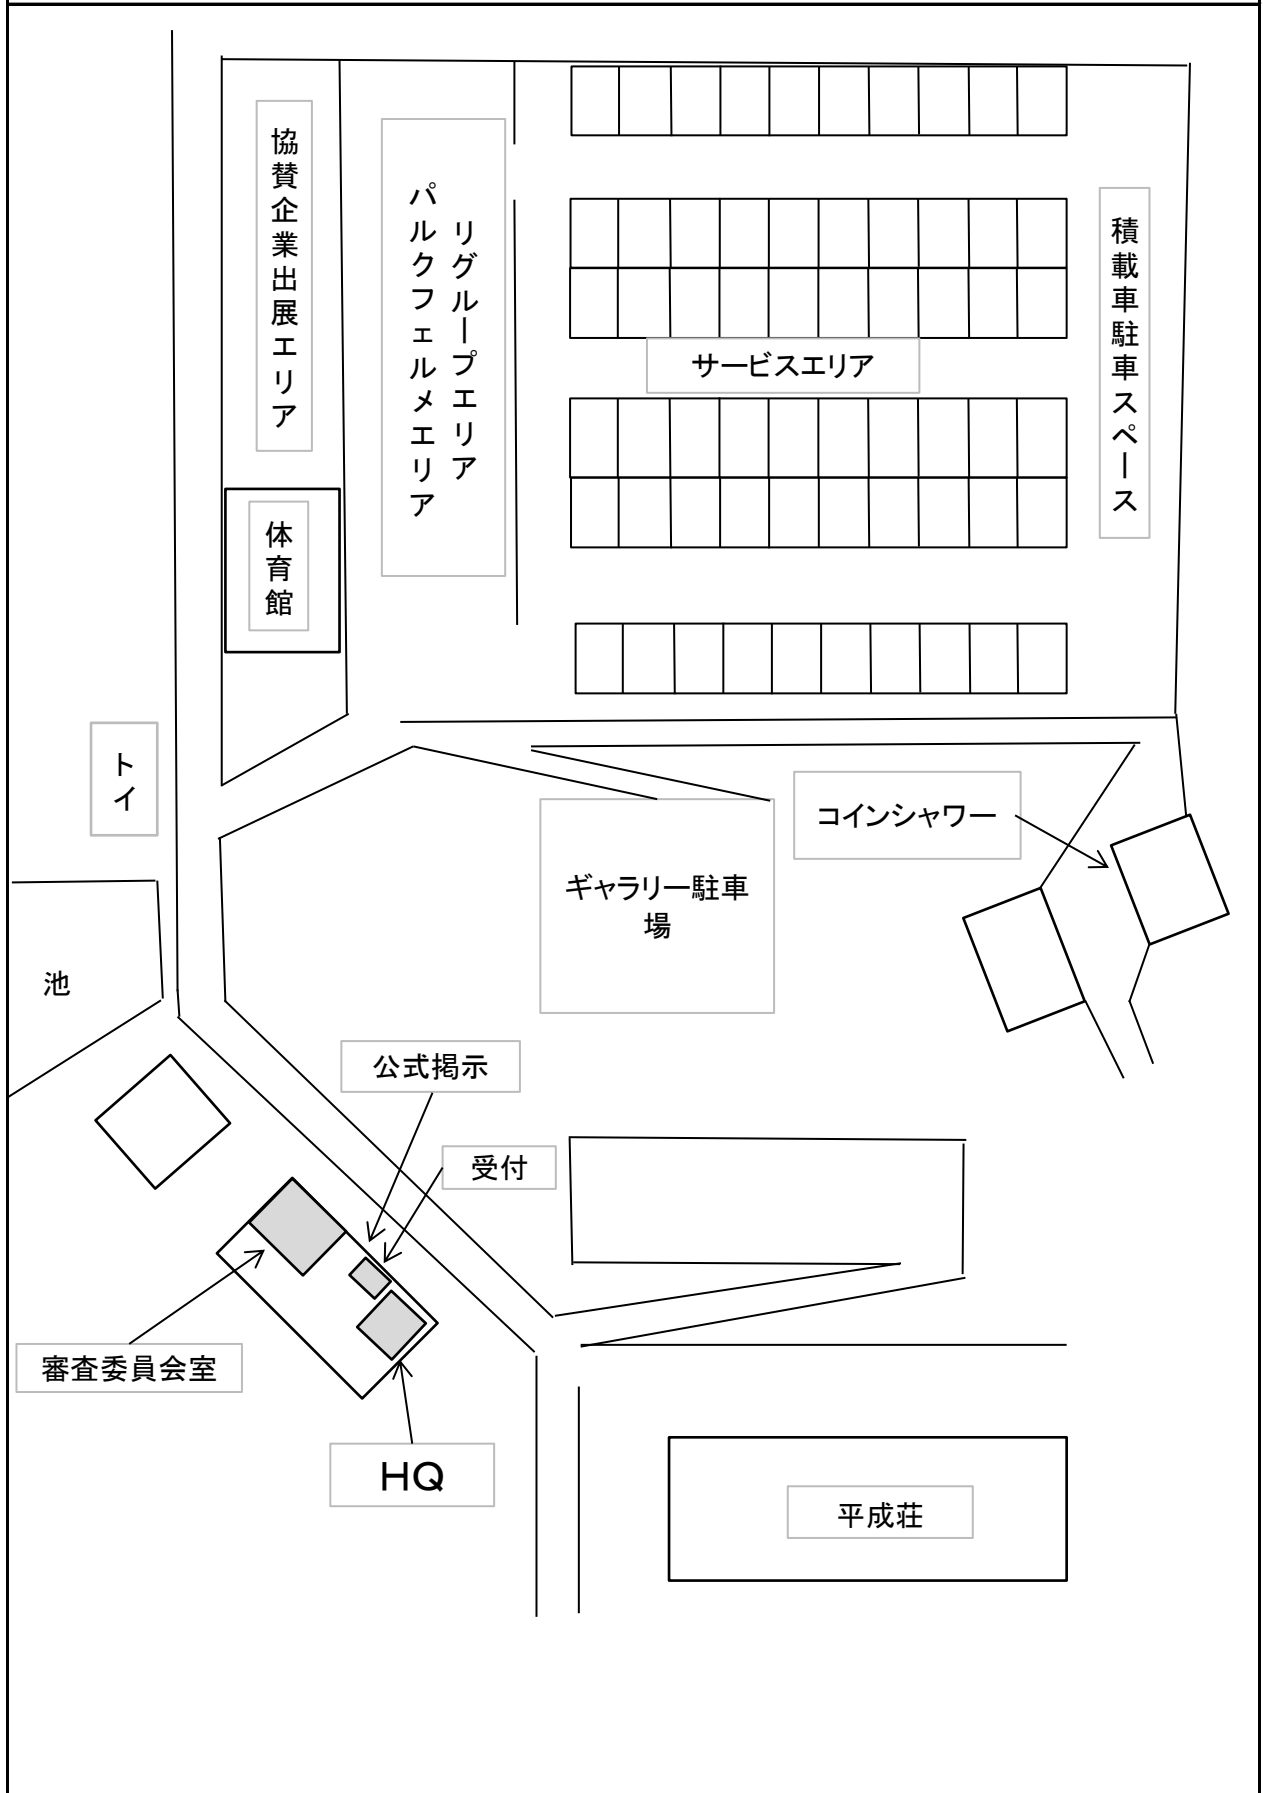 協賛企業出展エリア
リグループエリア
パルクフェルメエリア
積載車駐車スペース
サービスエリア
体育館
トイ
コインシャワー
ギャラリー駐車
場
池
公式掲示
受付
審査委員会室
HQ
平成荘